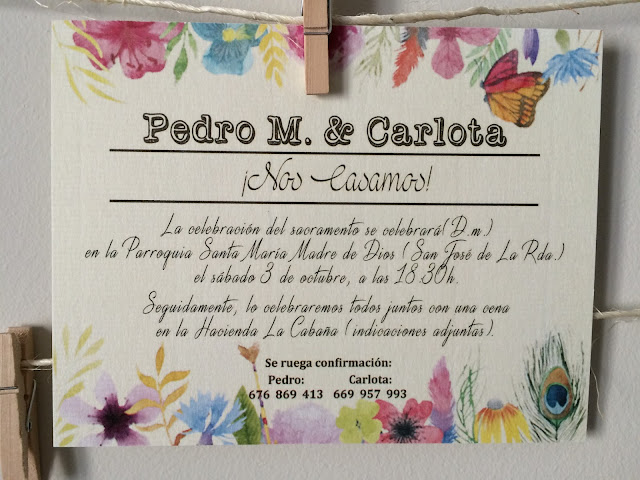 Pedro M. & Carlota
¡Nos Casamos!
La celebración del sacramento se celebrará(D.m.)
en la Parroquia Santa María Madre de Dios (San José de La Rda.)
el sábado 3 de octubre, a las 18.30h.
Seguidamente, lo celebraremos todos juntos con una cena
en la Hacienda La Cabaña (indicaciones adjuntas).
Se ruega confirmación:
Pedro: Carlota:
676 869 413 669 957 993